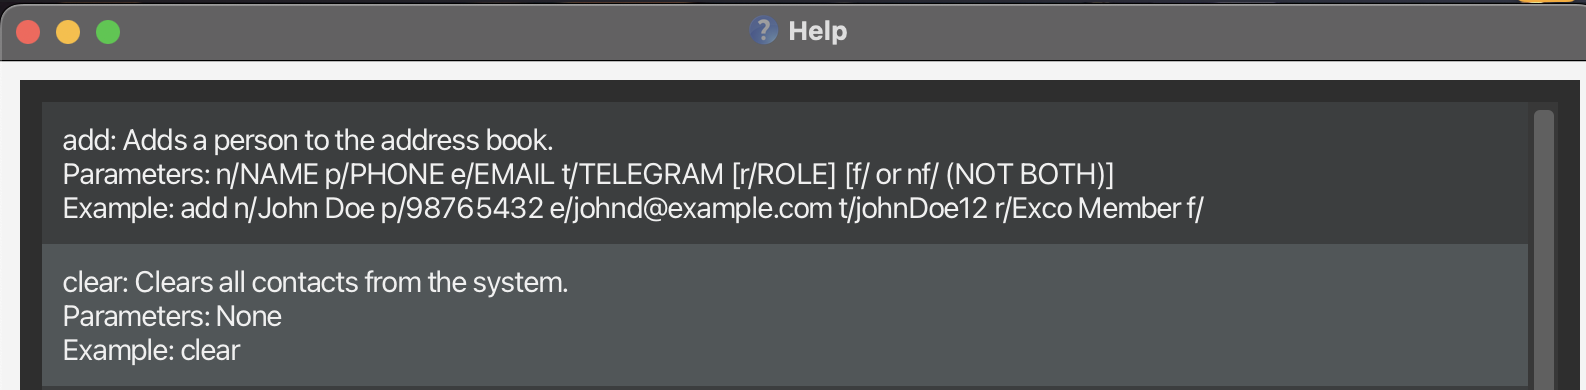 Help
add: Adds a person to the address book.
Parameters: n/NAME p/PHONE e/EMAIL t/TELEGRAM [r/ROLE] [f/ or nf/ (NOT BOTH)]
Example: add n/John Doe p/98765432 e/johnd@example.com t/johnDoe12 r/Exco Member f/
clear: Clears all contacts from the system.
Parameters: None
Example: clear